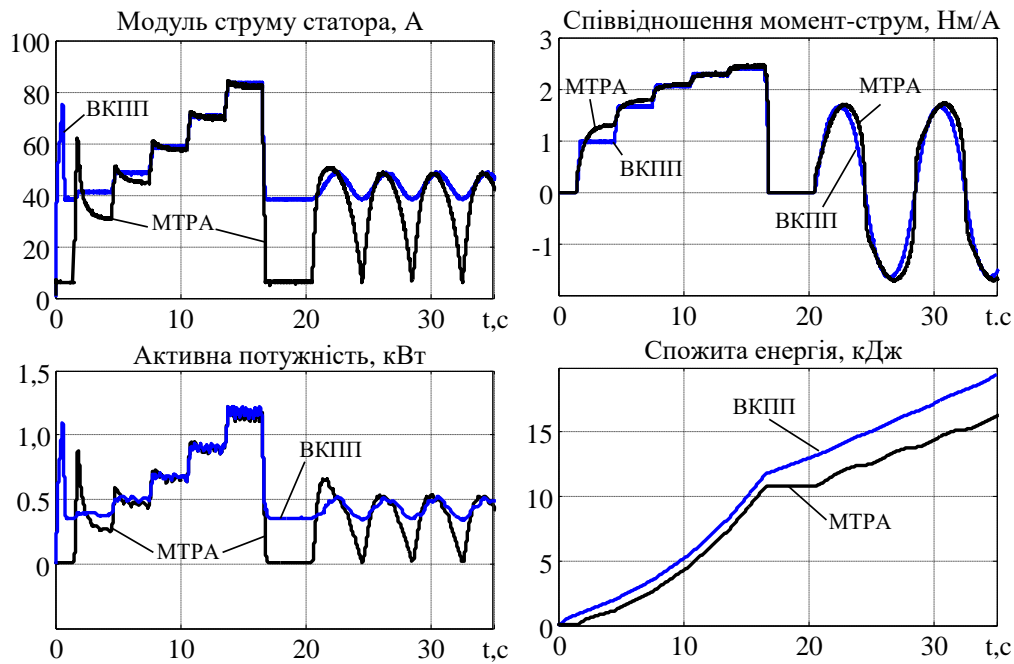 Модуль струму статора, А
100
80
60
40
20
0
0
10
20
30
t,с
ВКПП
МТРА
Співвідношення момент-струм, Нм/А
3
2
1
0
-1
0
10
20
30
t.с
МТРА
ВКПП
МТРА
ВКПП
Активна потужність, кВт
1,5
1,0
0.5
0
0
10
20
30
t,с
ВКПП
МТРА
Спожита енергія, кДж
15
10
5
0
0
10
20
30
t,с
ВКПП
МТРА